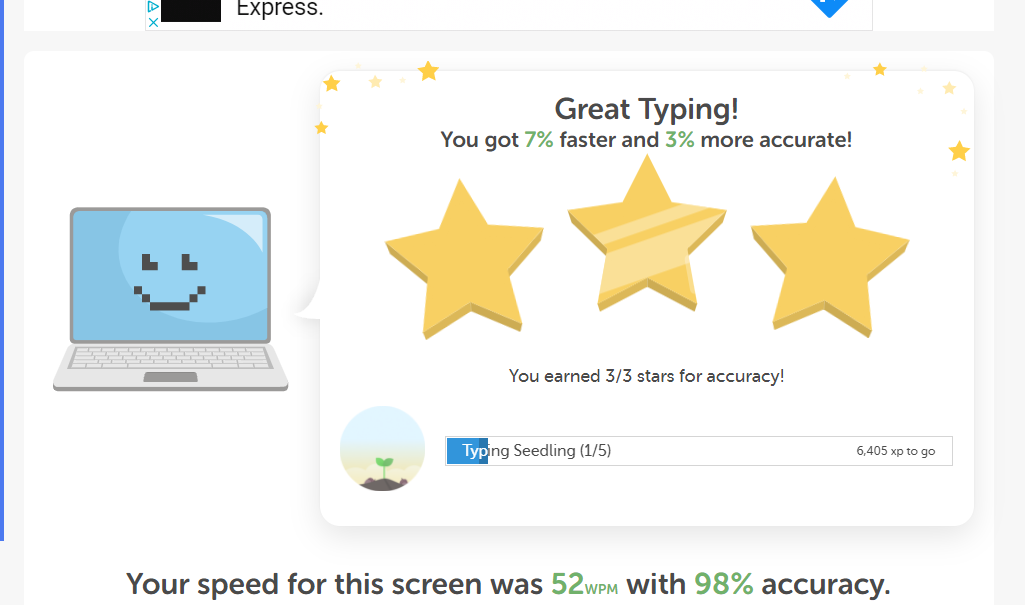 Express.
Great Typing!
You got 7% faster and 3% more accurate!
You earned 3/3 stars for accuracy!
Typing Seedling (1/5)
6,405 xp to go
Your speed for this screen was 52WPM with 98% accuracy.